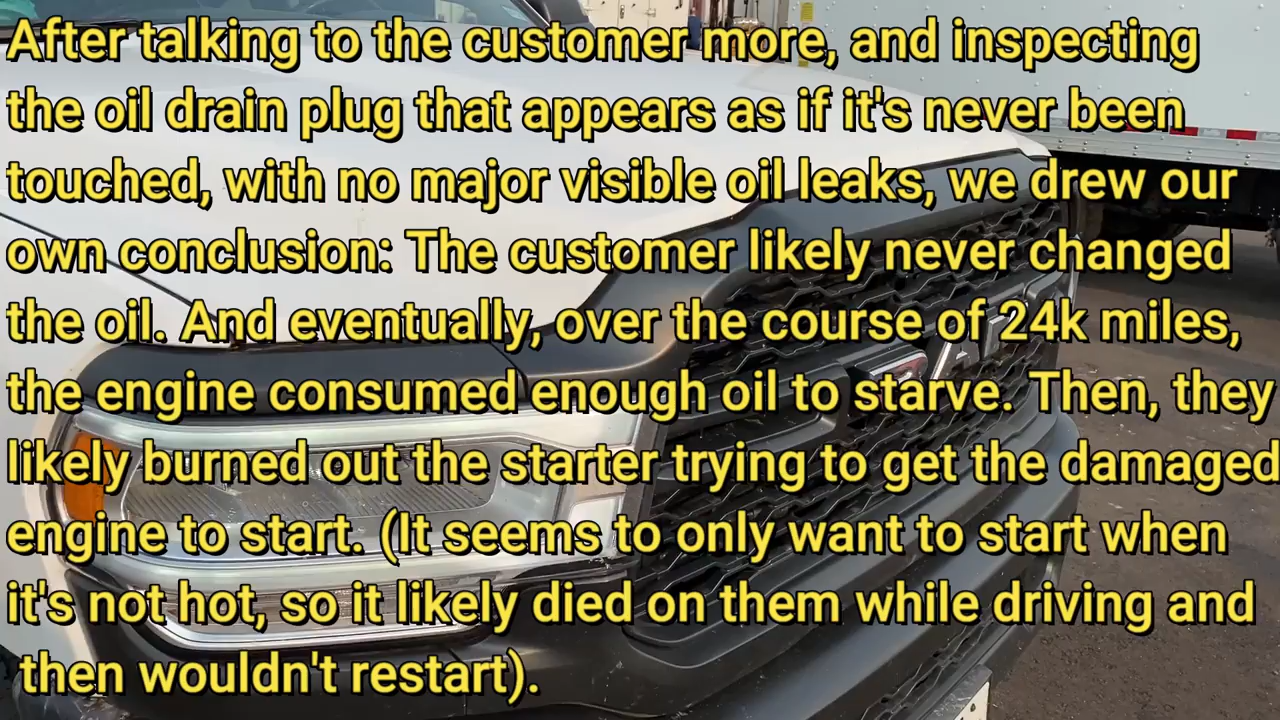 After talking to the customer more, and inspecting
the oil drain plug that appears as if it's never been
touched, with no major visible oil leaks, we drew our
own conclusion: The customer likely never changed
the oil. And eventually, over the course of 24k miles,
the engine consumed enough oil to starve. Then, they
likely burned out the starter trying to get the damaged
engine to start. (It seems to only want to start when
it's not hot, so it likely died on them while driving and
then wouldn't restart).